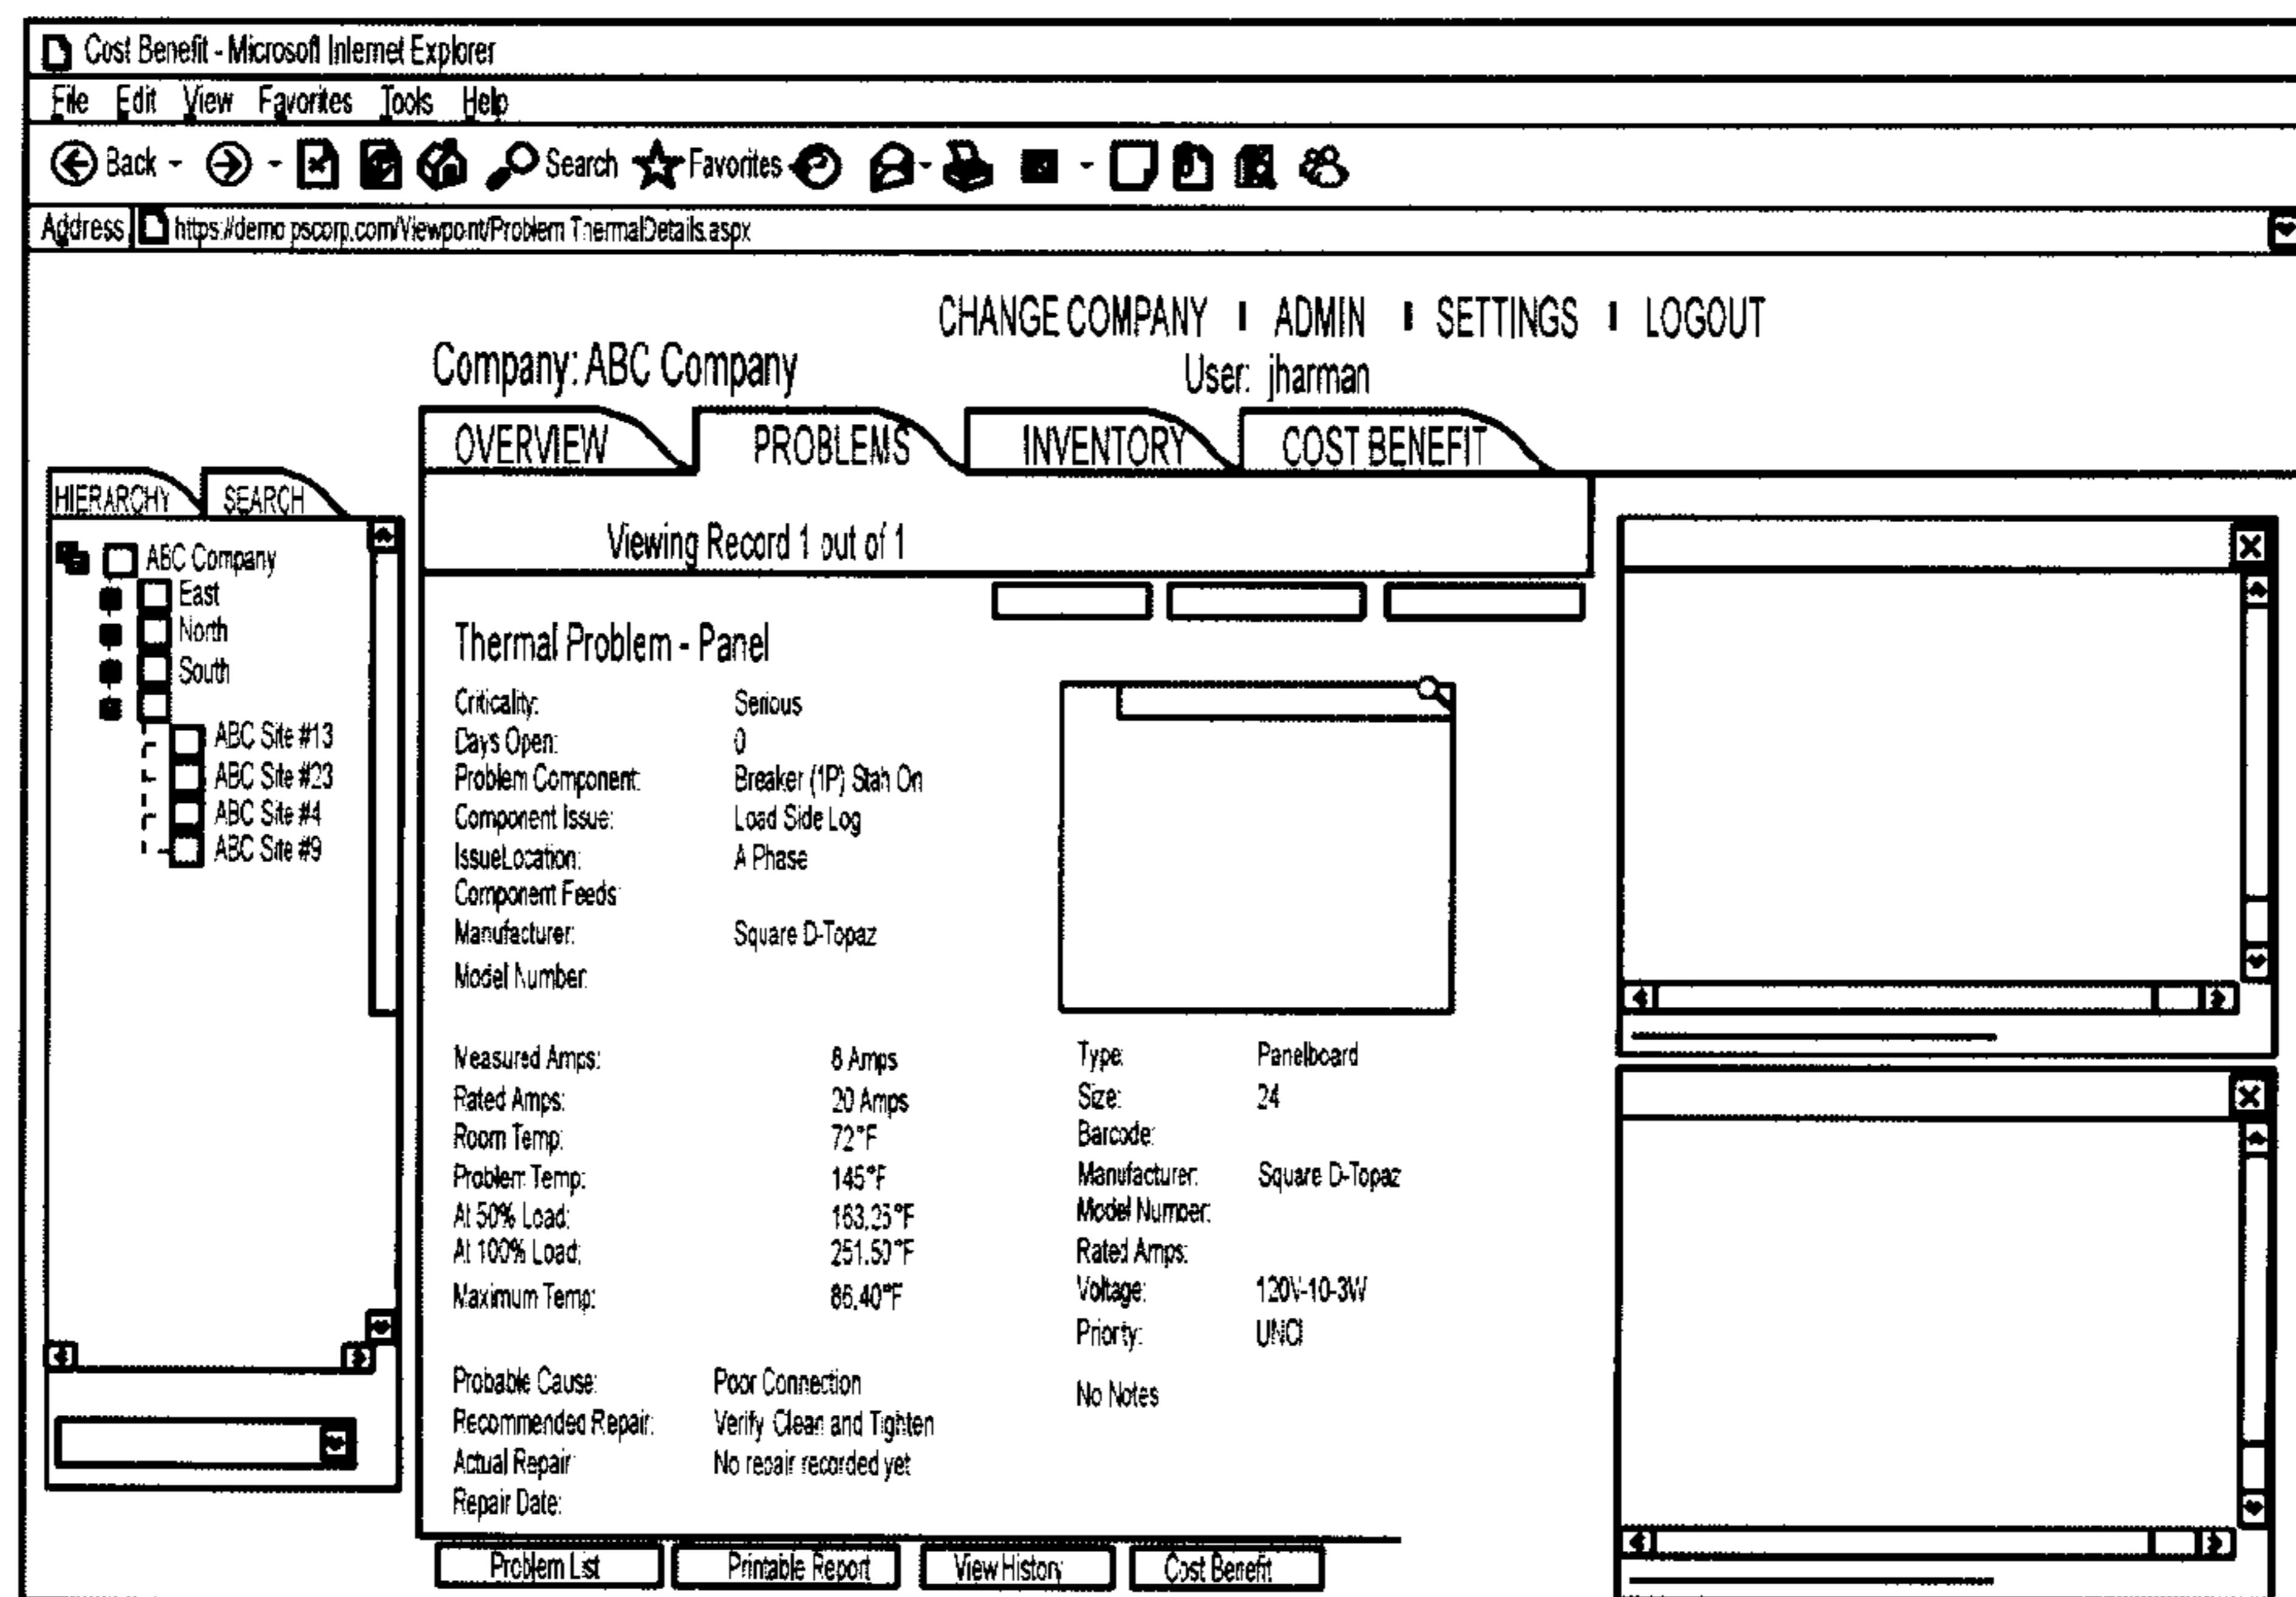 Cost Benefit - Microsoft Internet Explorer
File Edit View Favorites Tools Help
Back Search Favorites
Address https://demo.pscorp.com/Viewpoint/Problem ThermalDetails.aspx
CHANGE COMPANY ADMIN SETTINGS LOGOUT
Company: ABC Company User: jharman
OVERVIEW PROBLEMS INVENTORY COST BENEFIT
HIERARCHY SEARCH
ABC Company
East
North
South
ABC Site #13
ABC Site #23
ABC Site #4
ABC Site #9
Viewing Record 1 out of 1
Thermal Problem - Panel
Criticality: Serious
Days Open: 0
Problem Component: Breaker (1P) Stah On
Component Issue: Load Side Log
IssueLocation: A Phase
Component Feeds:
Manufacturer: Square D-Topaz
Model Number:
Measured Amps: 8 Amps
Rated Amps: 20 Amps
Room Temp: 72°F
Problem Temp: 145°F
At 50% Load: 163.25°F
At 100% Load: 251.50°F
Maximum Temp: 86.40°F
Type: Panelboard
Size: 24
Barcode:
Manufacturer: Square D-Topaz
Model Number:
Rated Amps:
Voltage: 120V-10-3W
Priorty: UNCI
No Notes
Probable Cause: Poor Connection
Recommended Repair: Verify Clean and Tighten
Actual Repair: No repair recorded yet
Repair Date:
Problem List Printable Report View History Cost Benefit